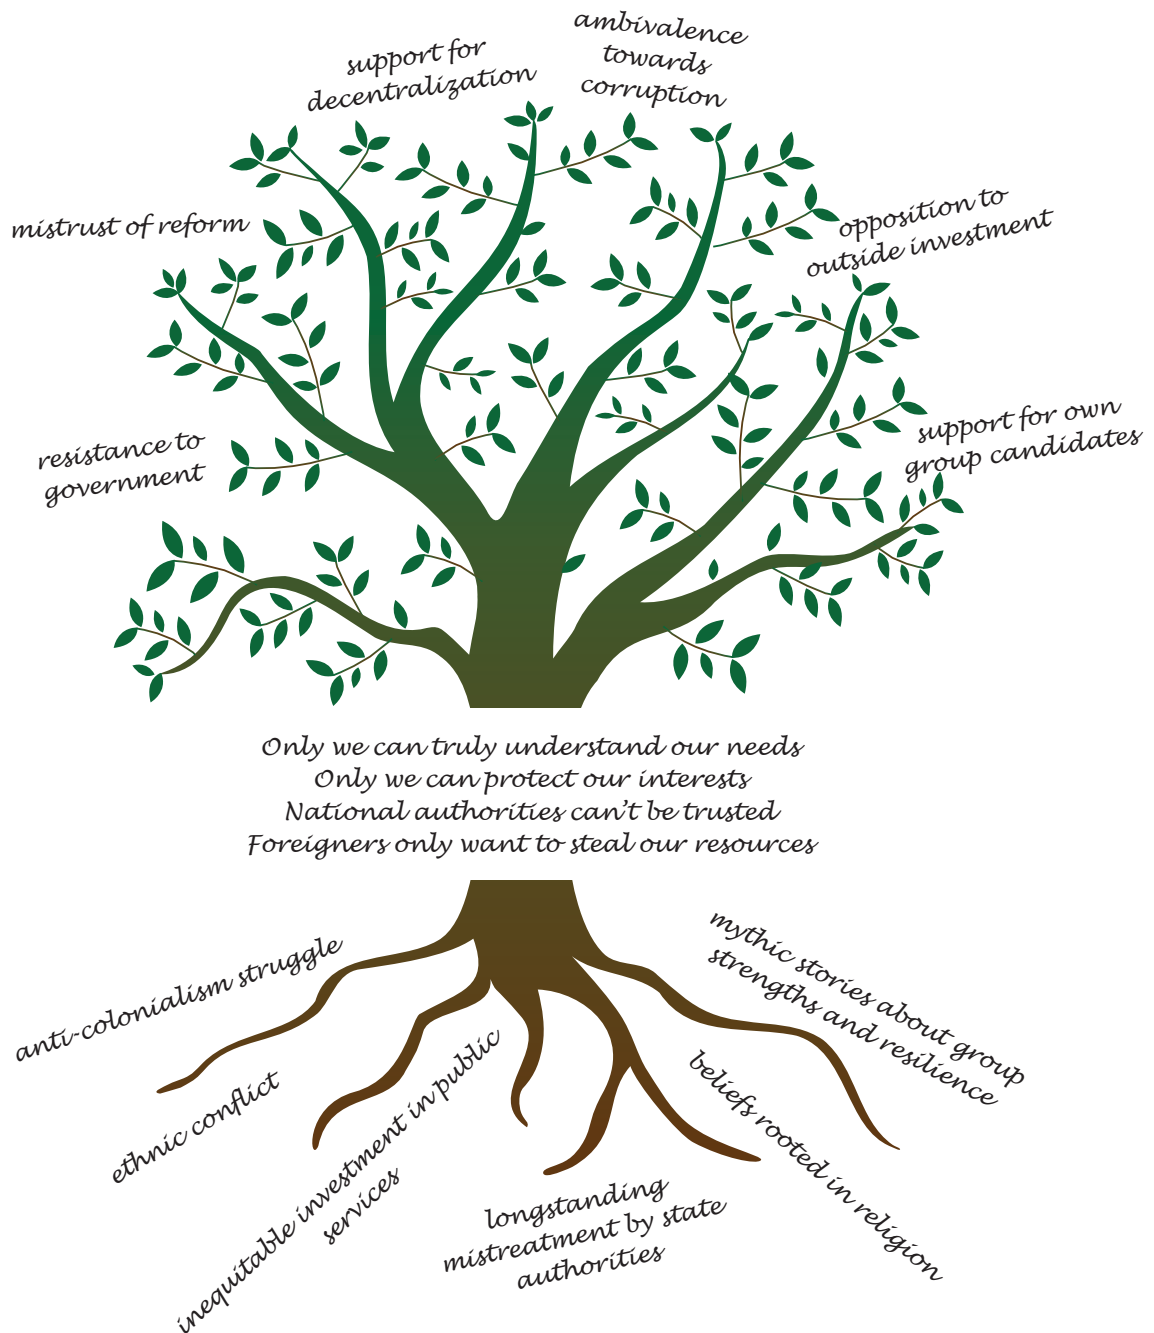 ambivalence
towards
corruption
support for
decentralization
mistrust of reform
opposition to
outside investment
resistance to
government
support for own
group candidates
Only we can truly understand our needs
Only we can protect our interests
National authorities can't be trusted
Foreigners only want to steal our resources
anti-colonialism struggle
ethnic conflict
inequitable investment in public
services
longstanding
mistreatment by state
authorities
beliefs rooted in religion
mythic stories about group
strengths and resilience